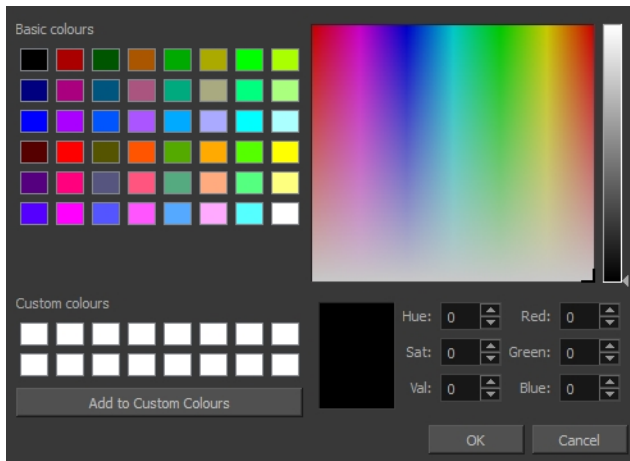 Basic colours
Custom colours
Add to Custom Colours
Hue: 0 Red: 0
Sat: 0 Green: 0
Val: 0 Blue: 0
OK Cancel